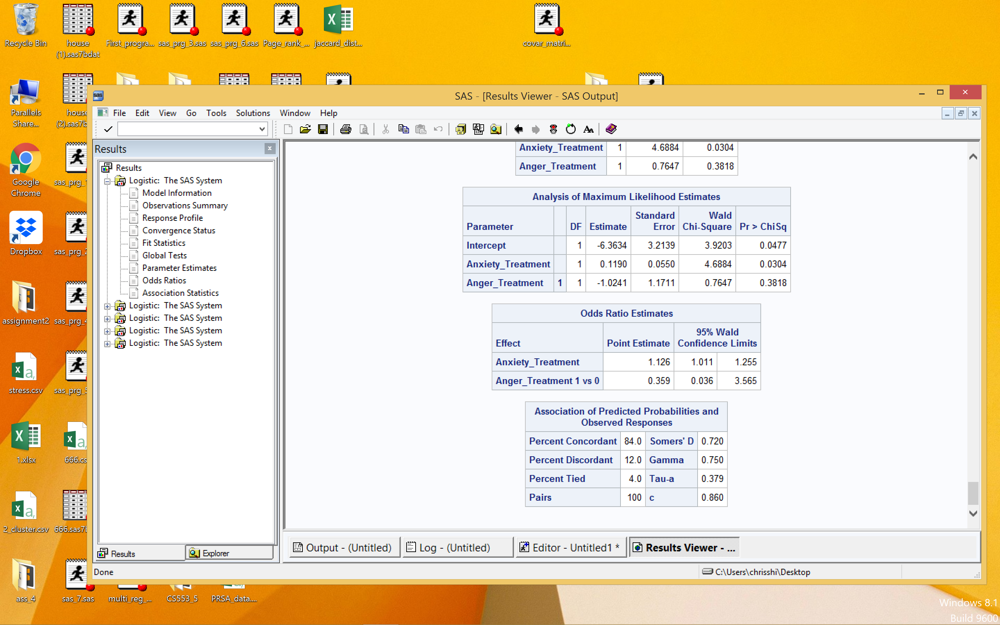 Recycle Bin
house
(1).sas7bdat
First_progra...
sas_prg_3.sas
sas_prg_6.sas
Page_rank_...
jaccard_dist...
covar_matri...
Parallels
Share...
house
(2).sas7b
Google
Chrome
sas_prg_1
Dropbox
sas_prg_2
assignment2
sas_prg_4
stress.csv
sas_prg_5
1.xlsx
666.cs
2_cluster.csv
666.sas7b
ass_4
sas_7.sas
multi_reg_...
CS553_5
PRSA_data....
SAS - [Results Viewer - SAS Output]
File Edit View Go Tools Solutions Window Help
Results
Results
Logistic: The SAS System
Model Information
Observations Summary
Response Profile
Convergence Status
Fit Statistics
Global Tests
Parameter Estimates
Odds Ratios
Association Statistics
Logistic: The SAS System
Logistic: The SAS System
Logistic: The SAS System
Logistic: The SAS System
Results Explorer
Anxiety_Treatment 1 4.6884 0.0304
Anger_Treatment 1 0.7647 0.3818
Analysis of Maximum Likelihood Estimates
Parameter DF Estimate Standard Error Wald Chi-Square Pr > ChiSq
Intercept 1 -6.3634 3.2139 3.9203 0.0477
Anxiety_Treatment 1 0.1190 0.0550 4.6884 0.0304
Anger_Treatment 1 1 -1.0241 1.1711 0.7647 0.3818
Odds Ratio Estimates
Effect Point Estimate 95% Wald Confidence Limits
Anxiety_Treatment 1.126 1.011 1.255
Anger_Treatment 1 vs 0 0.359 0.036 3.565
Association of Predicted Probabilities and
Observed Responses
Percent Concordant 84.0 Somers' D 0.720
Percent Discordant 12.0 Gamma 0.750
Percent Tied 4.0 Tau-a 0.379
Pairs 100 c 0.860
Output - (Untitled) Log - (Untitled) Editor - Untitled1 * Results Viewer - ...
Done
C:\Users\chrisshi\Desktop
Windows 8.1
Build 9600